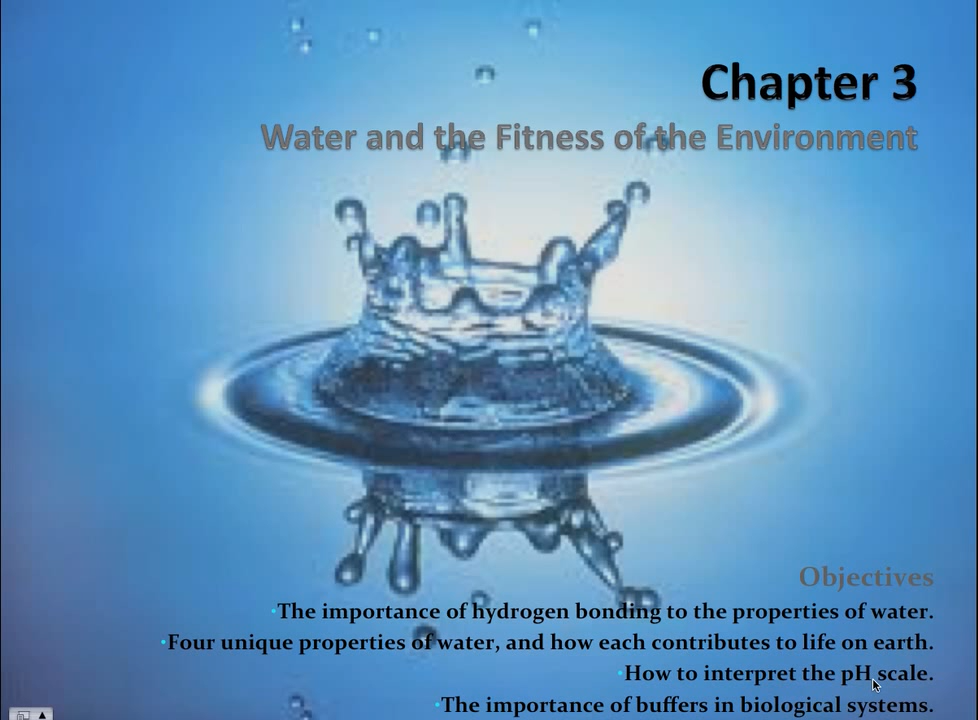 Chapter 3
Water and the Fitness of the Environment
Objectives
•The importance of hydrogen bonding to the properties of water.
•Four unique properties of water, and how each contributes to life on earth.
•How to interpret the pH scale.
•The importance of buffers in biological systems.